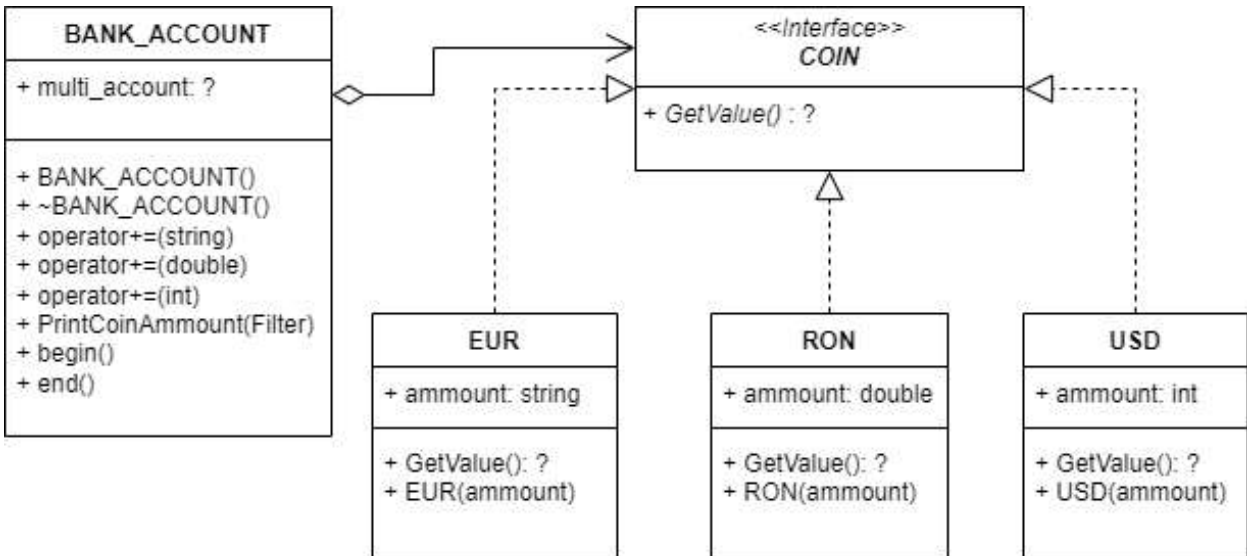 BANK_ACCOUNT
+ multi_account: ?
+ BANK_ACCOUNT()
+ ~BANK_ACCOUNT()
+ operator+=(string)
+ operator+=(double)
+ operator+=(int)
+ PrintCoinAmmount(Filter)
+ begin()
+ end()
<<Interface>>
COIN
+ GetValue() : ?
EUR
+ ammount: string
+ GetValue(): ?
+ EUR(ammount)
RON
+ ammount: double
+ GetValue(): ?
+ RON(ammount)
USD
+ ammount: int
+ GetValue(): ?
+ USD(ammount)